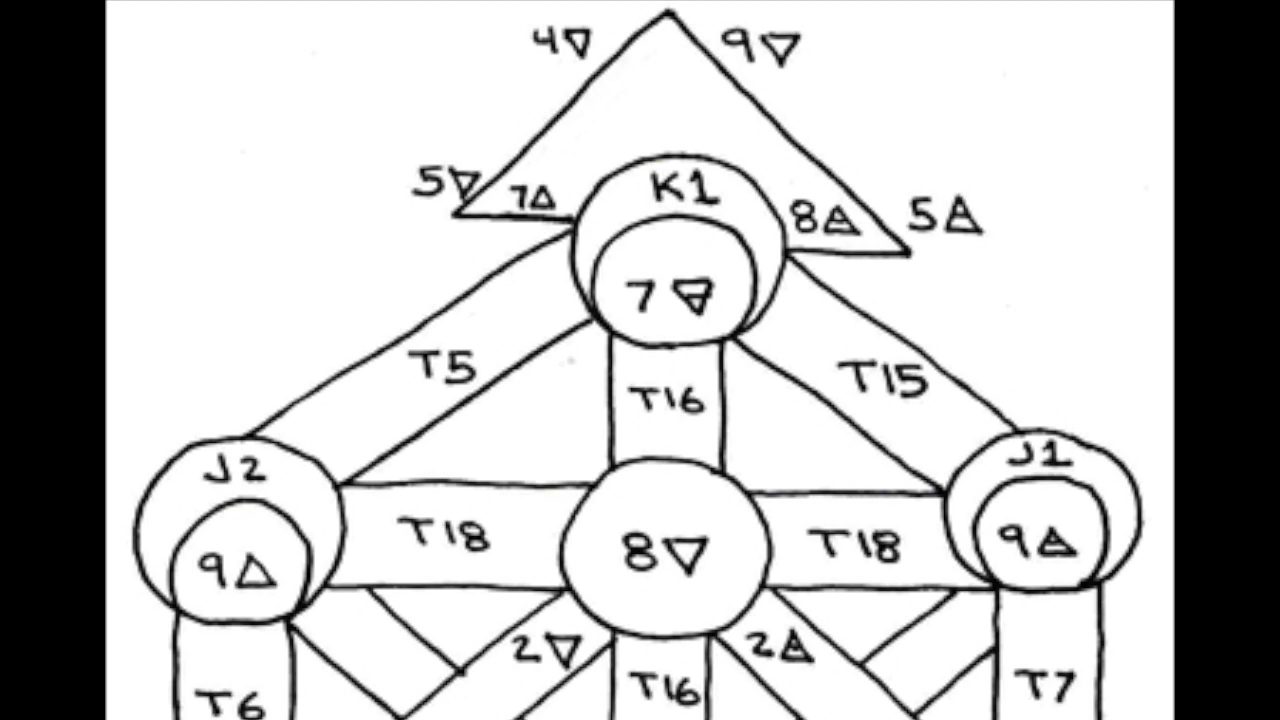 4▽ 9▽
5▽ 7△ K1 8🜁 5🜁
7🜃
T5 T16 T15
J2 J1
T18 8▽ T18
9△ 9🜁
2▽ 2🜁
T6 T16 T7